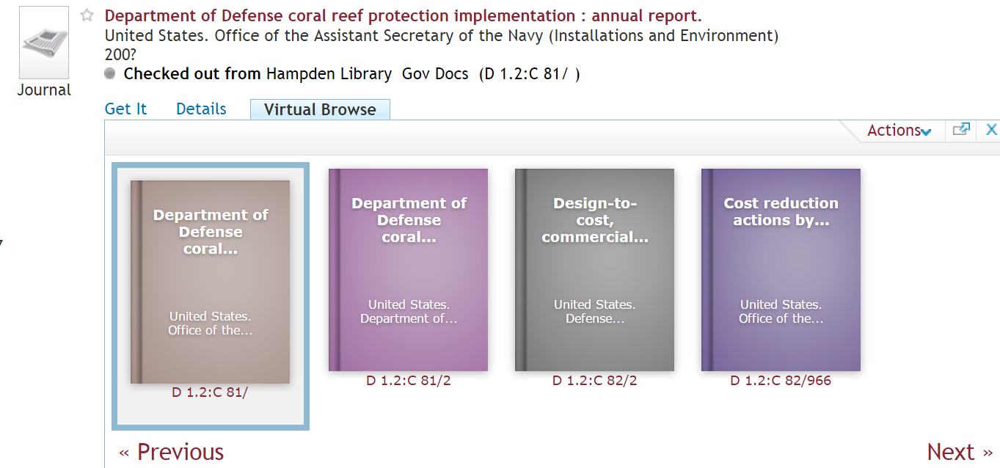 Department of Defense coral reef protection implementation : annual report.
United States. Office of the Assistant Secretary of the Navy (Installations and Environment)
200?
Checked out from Hampden Library Gov Docs (D 1.2:C 81/ )
Journal
Get It Details Virtual Browse
Actions X
Department of
Defense
coral...
United States.
Office of the...
D 1.2:C 81/
Department of
Defense
coral...
United States.
Department of...
D 1.2:C 81/2
Design-to-
cost,
commercial...
United States.
Defense...
D 1.2:C 82/2
Cost reduction
actions by...
United States.
Office of the...
D 1.2:C 82/966
« Previous
Next »